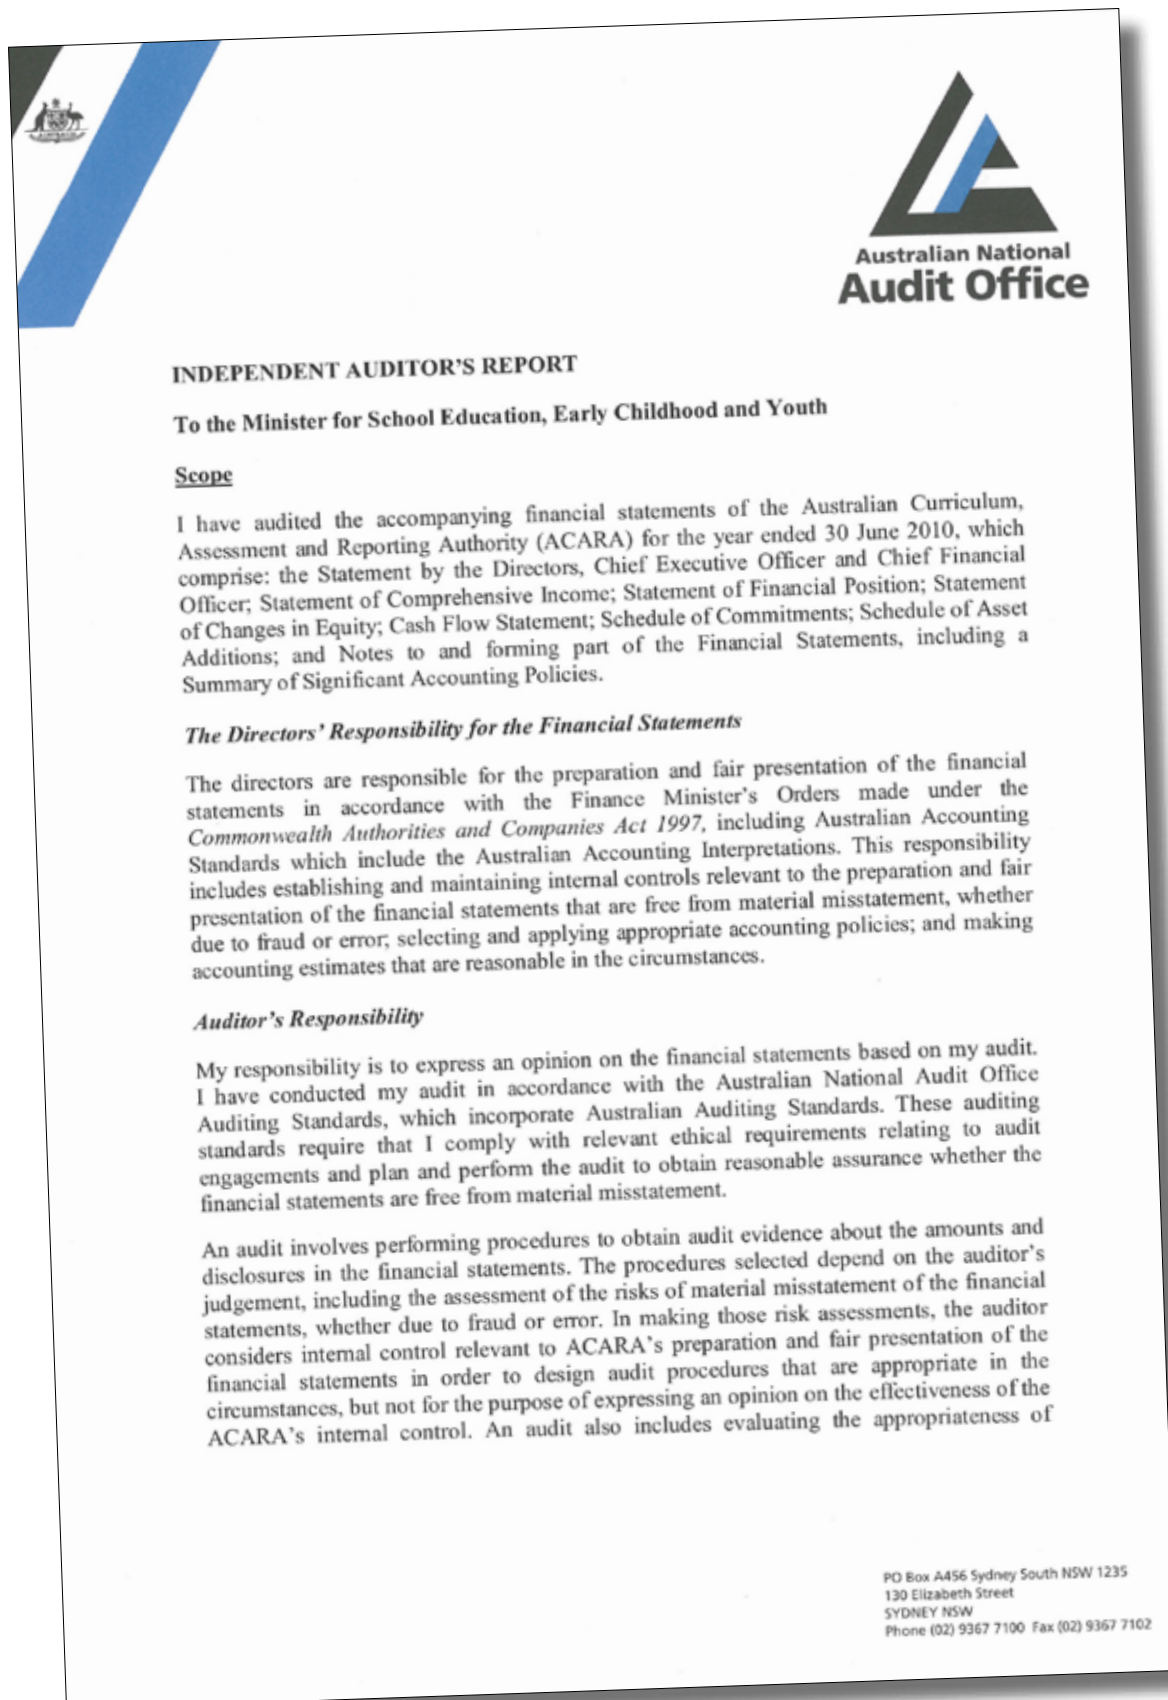 Australian National
Audit Office
INDEPENDENT AUDITOR'S REPORT
To the Minister for School Education, Early Childhood and Youth
Scope
I have audited the accompanying financial statements of the Australian Curriculum,
Assessment and Reporting Authority (ACARA) for the year ended 30 June 2010, which
comprise: the Statement by the Directors, Chief Executive Officer and Chief Financial
Officer; Statement of Comprehensive Income; Statement of Financial Position; Statement
of Changes in Equity; Cash Flow Statement; Schedule of Commitments; Schedule of Asset
Additions; and Notes to and forming part of the Financial Statements, including a
Summary of Significant Accounting Policies.
The Directors' Responsibility for the Financial Statements
The directors are responsible for the preparation and fair presentation of the financial
statements in accordance with the Finance Minister's Orders made under the
Commonwealth Authorities and Companies Act 1997, including Australian Accounting
Standards which include the Australian Accounting Interpretations. This responsibility
includes establishing and maintaining internal controls relevant to the preparation and fair
presentation of the financial statements that are free from material misstatement, whether
due to fraud or error; selecting and applying appropriate accounting policies; and making
accounting estimates that are reasonable in the circumstances.
Auditor's Responsibility
My responsibility is to express an opinion on the financial statements based on my audit.
I have conducted my audit in accordance with the Australian National Audit Office
Auditing Standards, which incorporate Australian Auditing Standards. These auditing
standards require that I comply with relevant ethical requirements relating to audit
engagements and plan and perform the audit to obtain reasonable assurance whether the
financial statements are free from material misstatement.
An audit involves performing procedures to obtain audit evidence about the amounts and
disclosures in the financial statements. The procedures selected depend on the auditor's
judgement, including the assessment of the risks of material misstatement of the financial
statements, whether due to fraud or error. In making those risk assessments, the auditor
considers internal control relevant to ACARA's preparation and fair presentation of the
financial statements in order to design audit procedures that are appropriate in the
circumstances, but not for the purpose of expressing an opinion on the effectiveness of the
ACARA's internal control. An audit also includes evaluating the appropriateness of
PO Box A456 Sydney South NSW 1235
130 Elizabeth Street
SYDNEY NSW
Phone (02) 9367 7100 Fax (02) 9367 7102